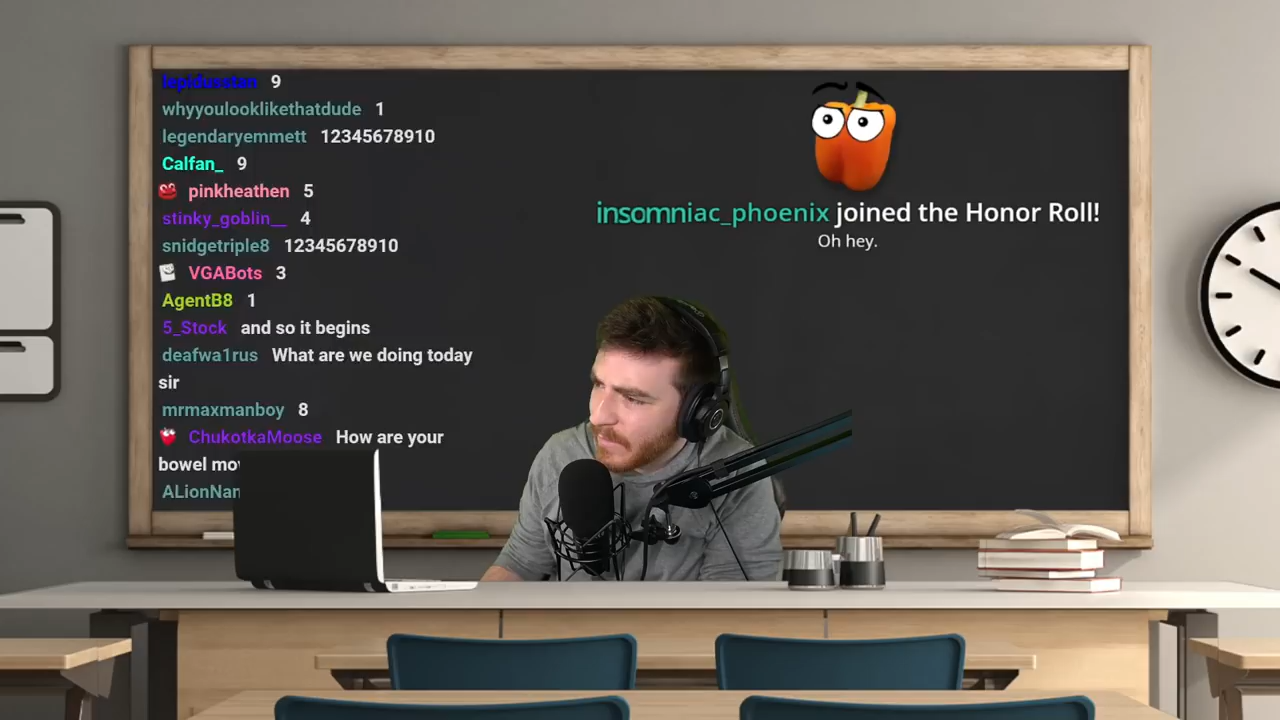 lapiduxstan 9
whyyoulooklikethatdude 1
legendaryemmett 12345678910
Calfan_ 9
pinkheathen 5
stinky_goblin__ 4
snidgetriple8 12345678910
VGABots 3
AgentB8 1
5_Stock and so it begins
deafwa1rus What are we doing today
sir
mrmaxmanboy 8
ChukotkaMoose How are your
bowel
insomniac_phoenix joined the Honor Roll!
Oh hey.